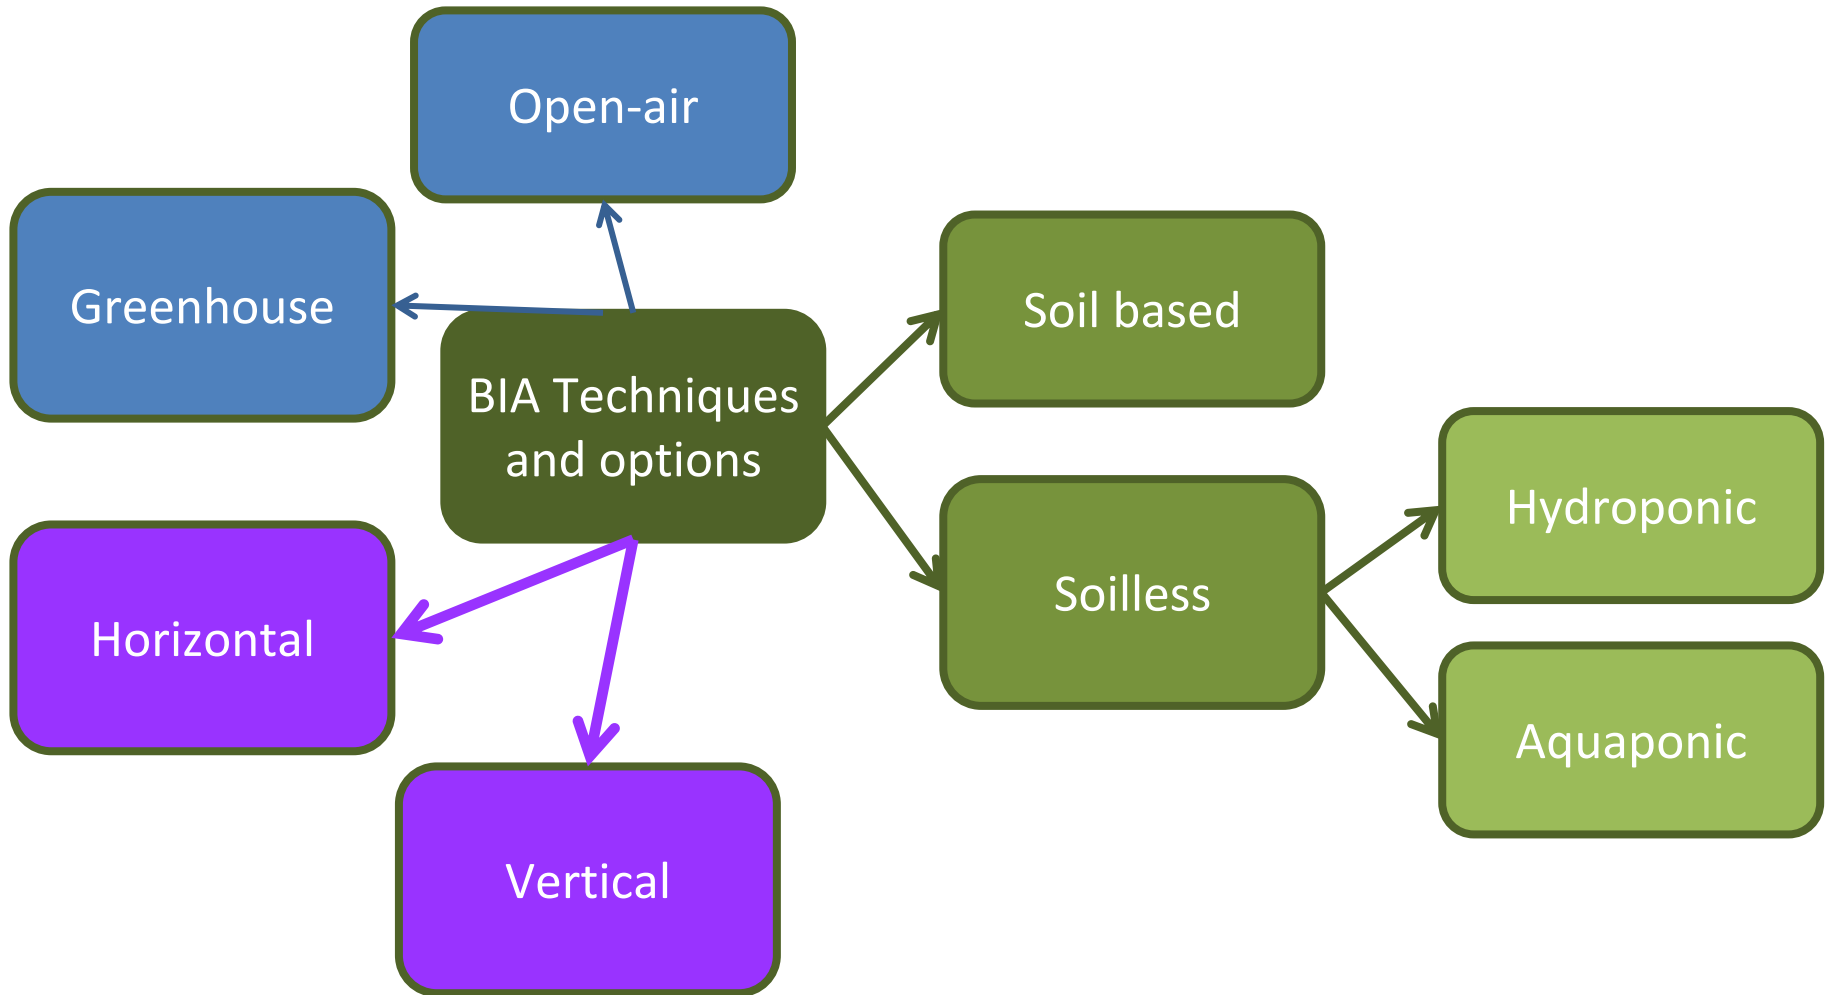 Open-air
Greenhouse
BIA Techniques
and options
Soil based
Soilless
Hydroponic
Aquaponic
Horizontal
Vertical